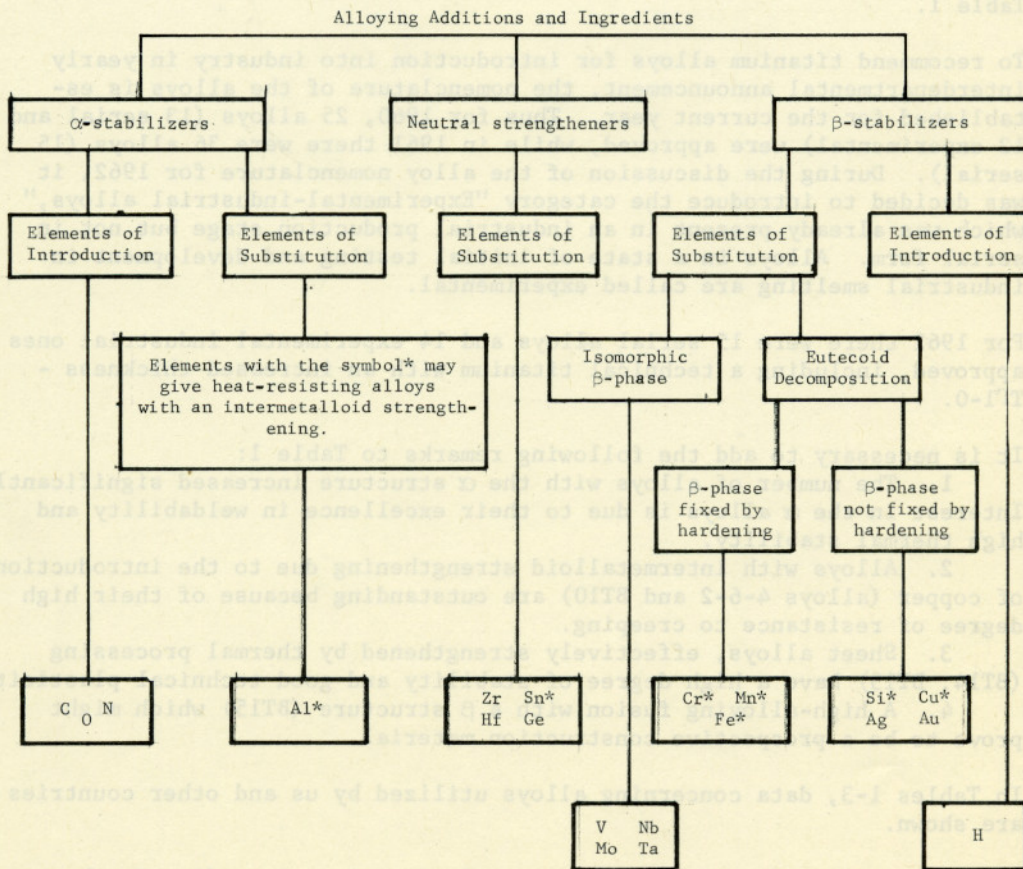 Alloying Additions and Ingredients
α-stabilizers
Neutral strengtheners
β-stabilizers
Elements of
Introduction
Elements of
Substitution
Elements of
Substitution
Elements of
Substitution
Elements of
Introduction
Elements with the symbol* may
give heat-resisting alloys
with an intermetalloid strength-
ening.
Isomorphic
β-phase
Eutecoid
Decomposition
β-phase
fixed by
hardening
β-phase
not fixed by
hardening
C O N
Al*
Zr Sn*
Hf Ge
Cr* Mn*
Fe*
Si* Cu*
Ag Au
V Nb
Mo Ta
H